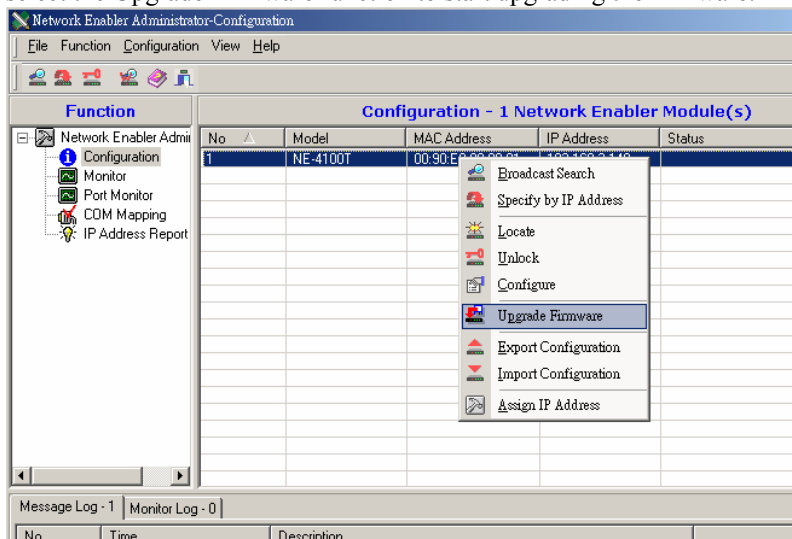 Network Enabler Administrator-Configuration
File Function Configuration View Help
Function
Configuration - 1 Network Enabler Module(s)
Network Enabler Admi
Configuration
Monitor
Port Monitor
COM Mapping
IP Address Report
No Model MAC Address IP Address Status
1 NE-4100T
Broadcast Search
Specify by IP Address
Locate
Unlock
Configure
Upgrade Firmware
Export Configuration
Import Configuration
Assign IP Address
Message Log - 1 Monitor Log - 0
No Time Description